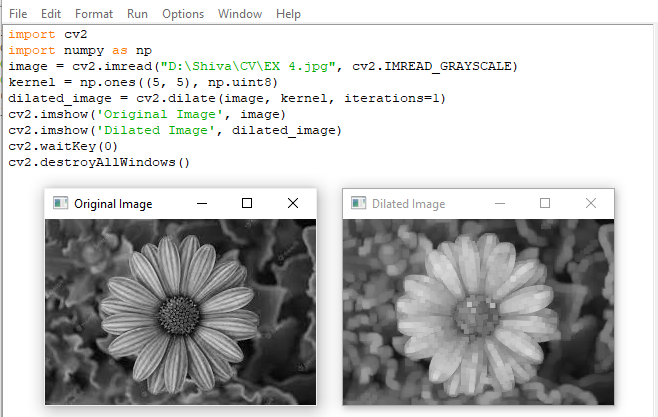 File Edit Format Run Options Window Help
import cv2
import numpy as np
image = cv2.imread("D:\Shiva\CV\EX 4.jpg", cv2.IMREAD_GRAYSCALE)
kernel = np.ones((5, 5), np.uint8)
dilated_image = cv2.dilate(image, kernel, iterations=1)
cv2.imshow('Original Image', image)
cv2.imshow('Dilated Image', dilated_image)
cv2.waitKey(0)
cv2.destroyAllWindows()
Original Image
Dilated Image